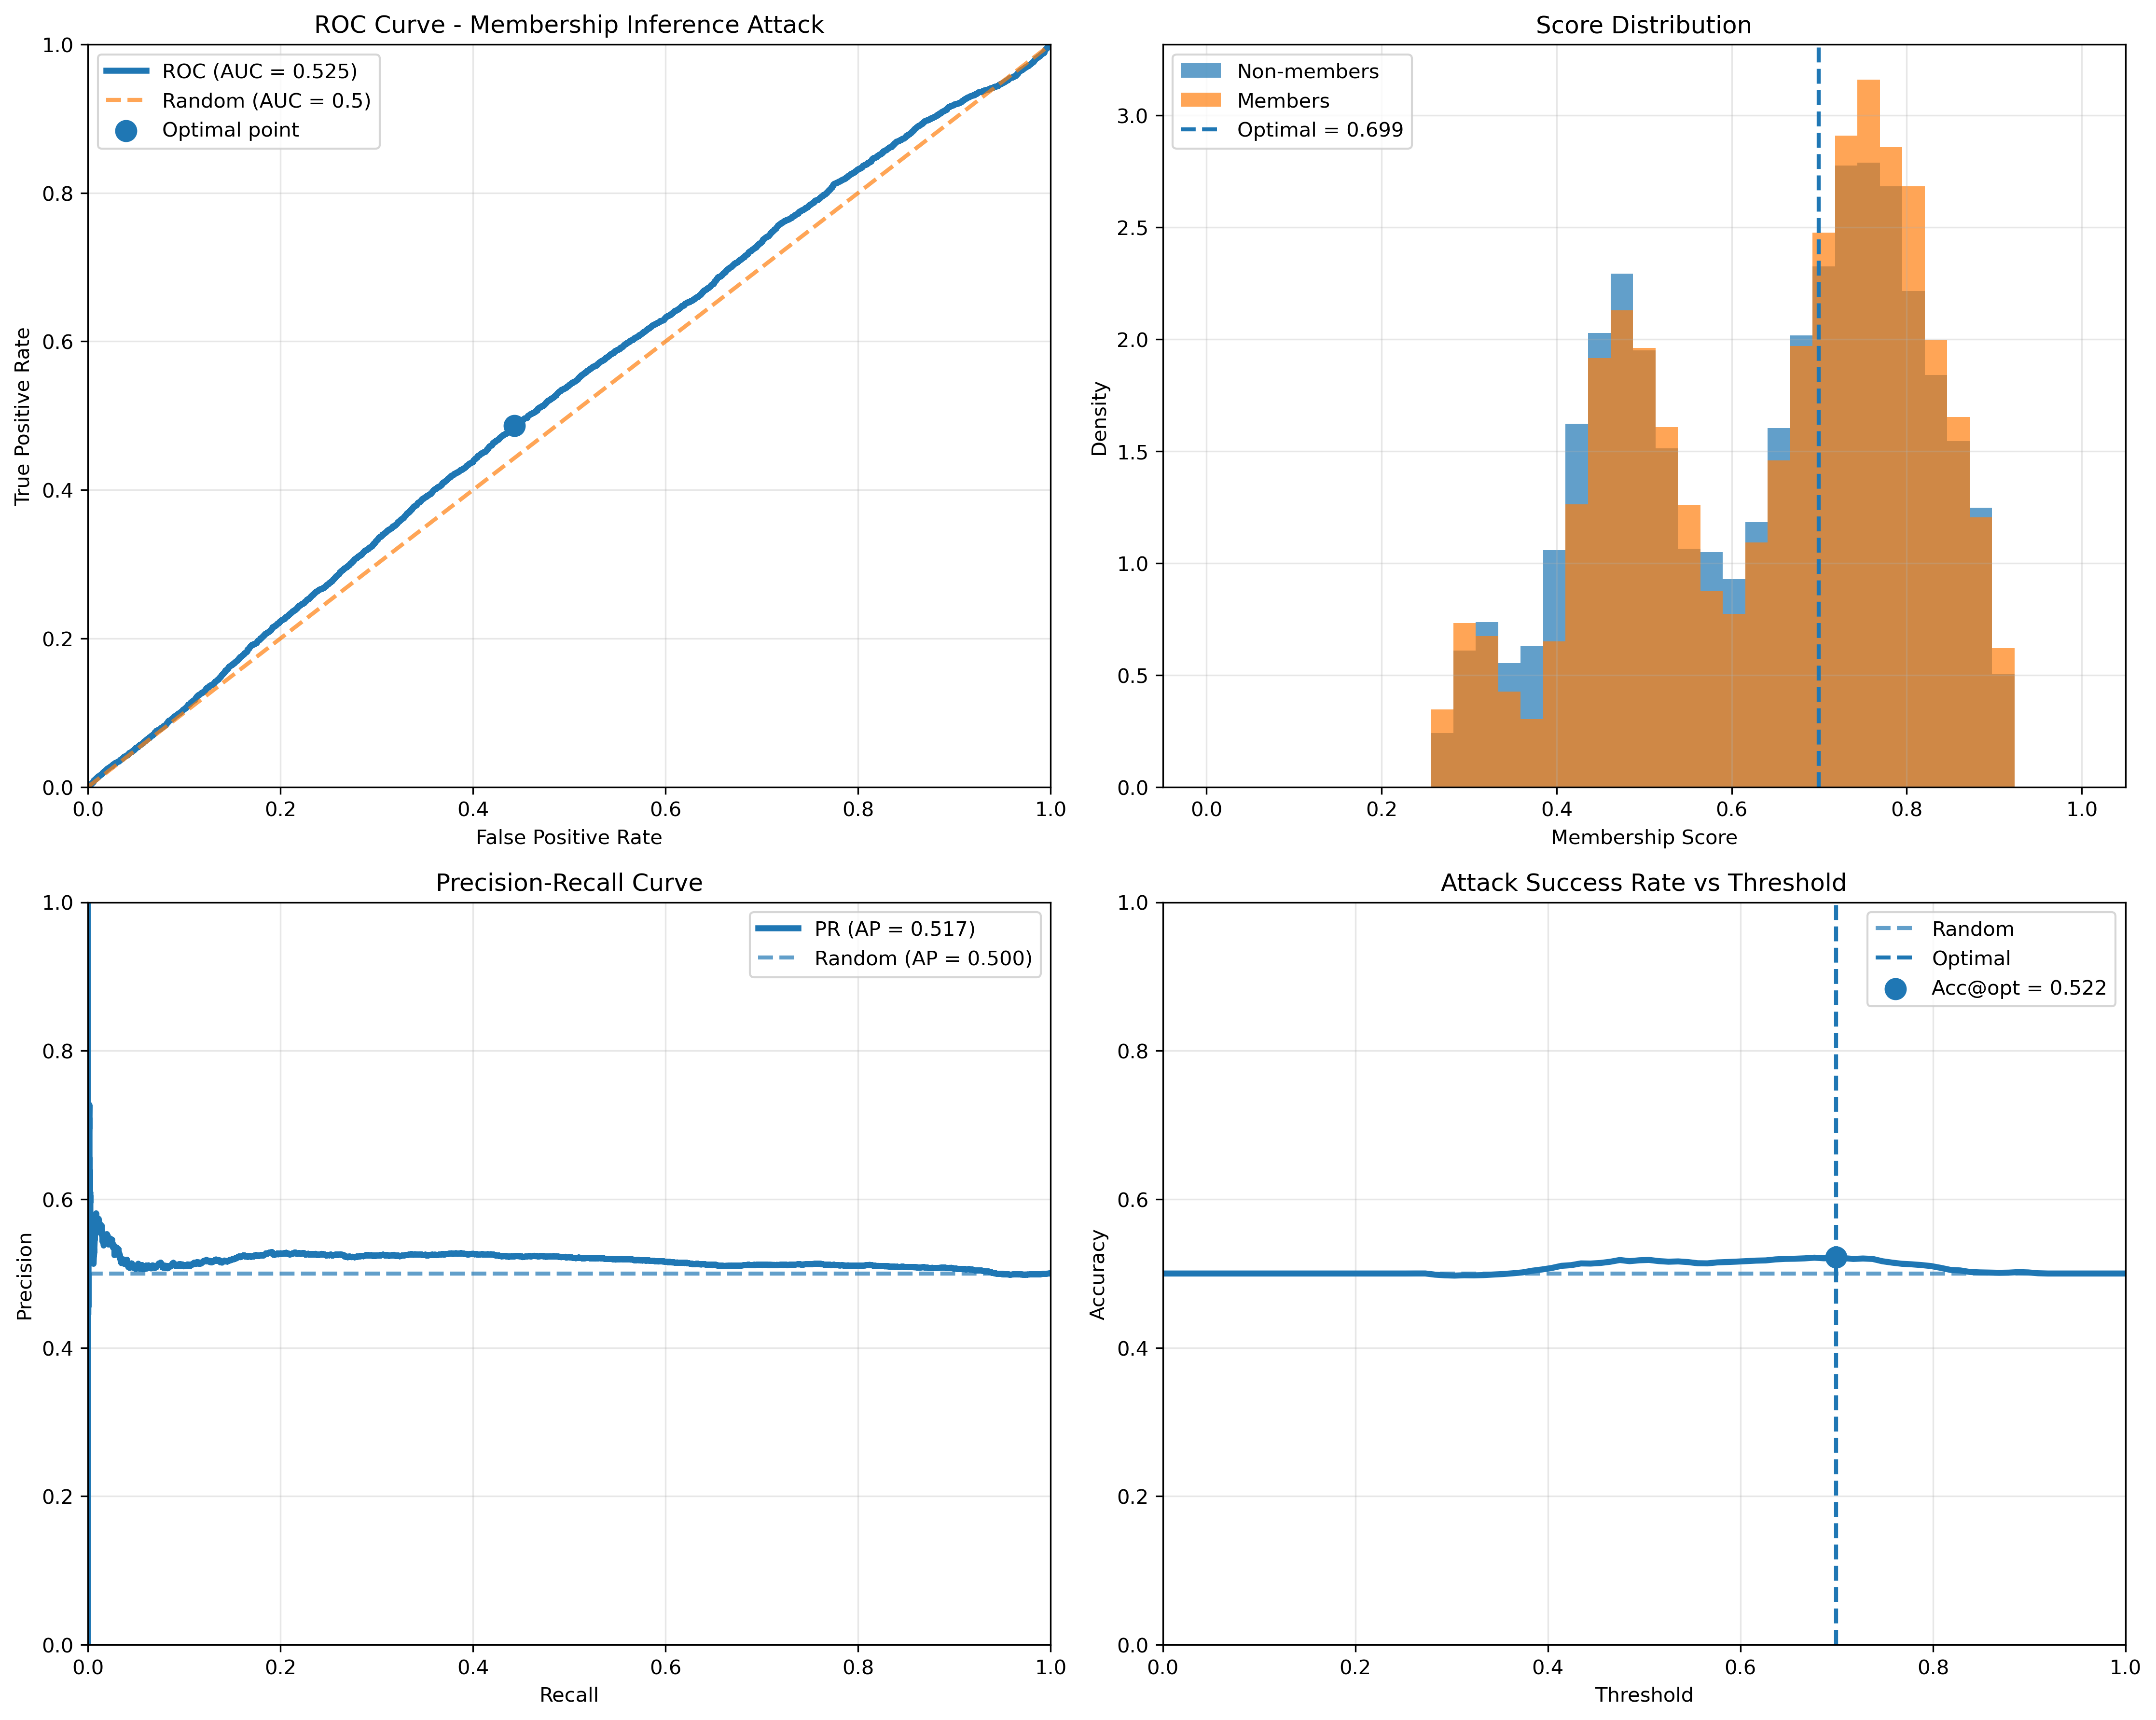 ROC Curve - Membership Inference Attack
ROC (AUC = 0.525)
Random (AUC = 0.5)
Optimal point
1.0
0.8
0.6
0.4
0.2
0.0
True Positive Rate
0.0 0.2 0.4 0.6 0.8 1.0
False Positive Rate
Score Distribution
Non-members
Members
Optimal = 0.699
3.0
2.5
2.0
1.5
1.0
0.5
0.0
Density
0.0 0.2 0.4 0.6 0.8 1.0
Membership Score
Precision-Recall Curve
PR (AP = 0.517)
Random (AP = 0.500)
1.0
0.8
0.6
0.4
0.2
0.0
Precision
0.0 0.2 0.4 0.6 0.8 1.0
Recall
Attack Success Rate vs Threshold
Random
Optimal
Acc@opt = 0.522
1.0
0.8
0.6
0.4
0.2
0.0
Accuracy
0.0 0.2 0.4 0.6 0.8 1.0
Threshold